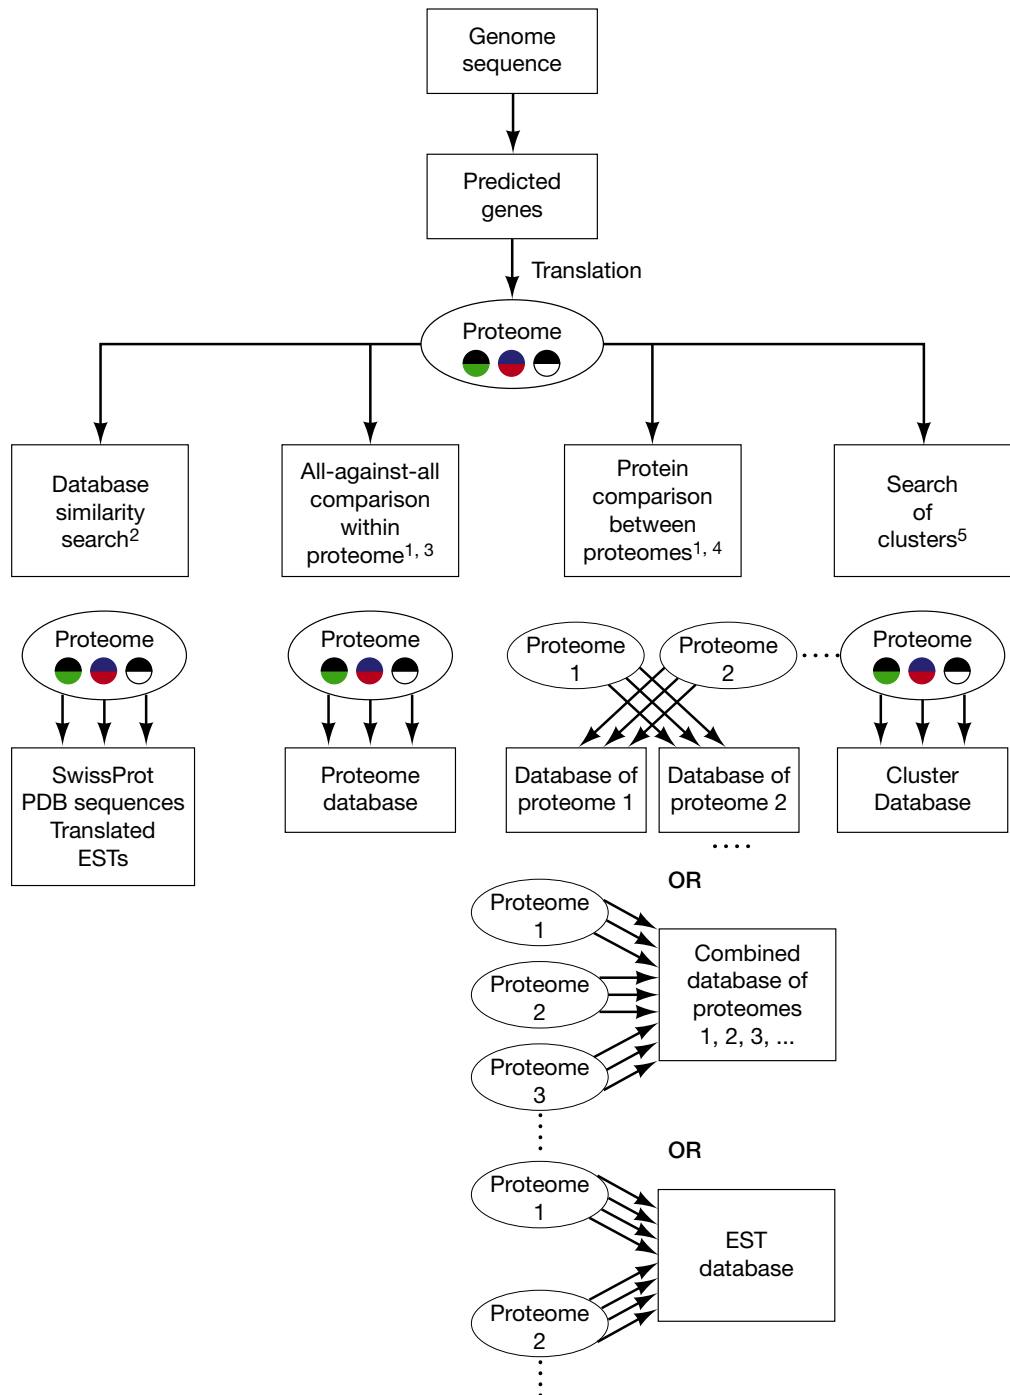 Genome
sequence
Predicted
genes
Translation
Proteome
Database
similarity
search²
All-against-all
comparison
within
proteome¹, ³
Protein
comparison
between
proteomes¹, ⁴
Search
of
clusters⁵
Proteome
SwissProt
PDB sequences
Translated
ESTs
Proteome
Proteome
database
Proteome
1
Proteome
2
....
Database of
proteome 1
Database of
proteome 2
....
Proteome
Cluster
Database
OR
Proteome
1
Proteome
2
Proteome
3
Combined
database of
proteomes
1, 2, 3, ...
OR
Proteome
1
Proteome
2
EST
database